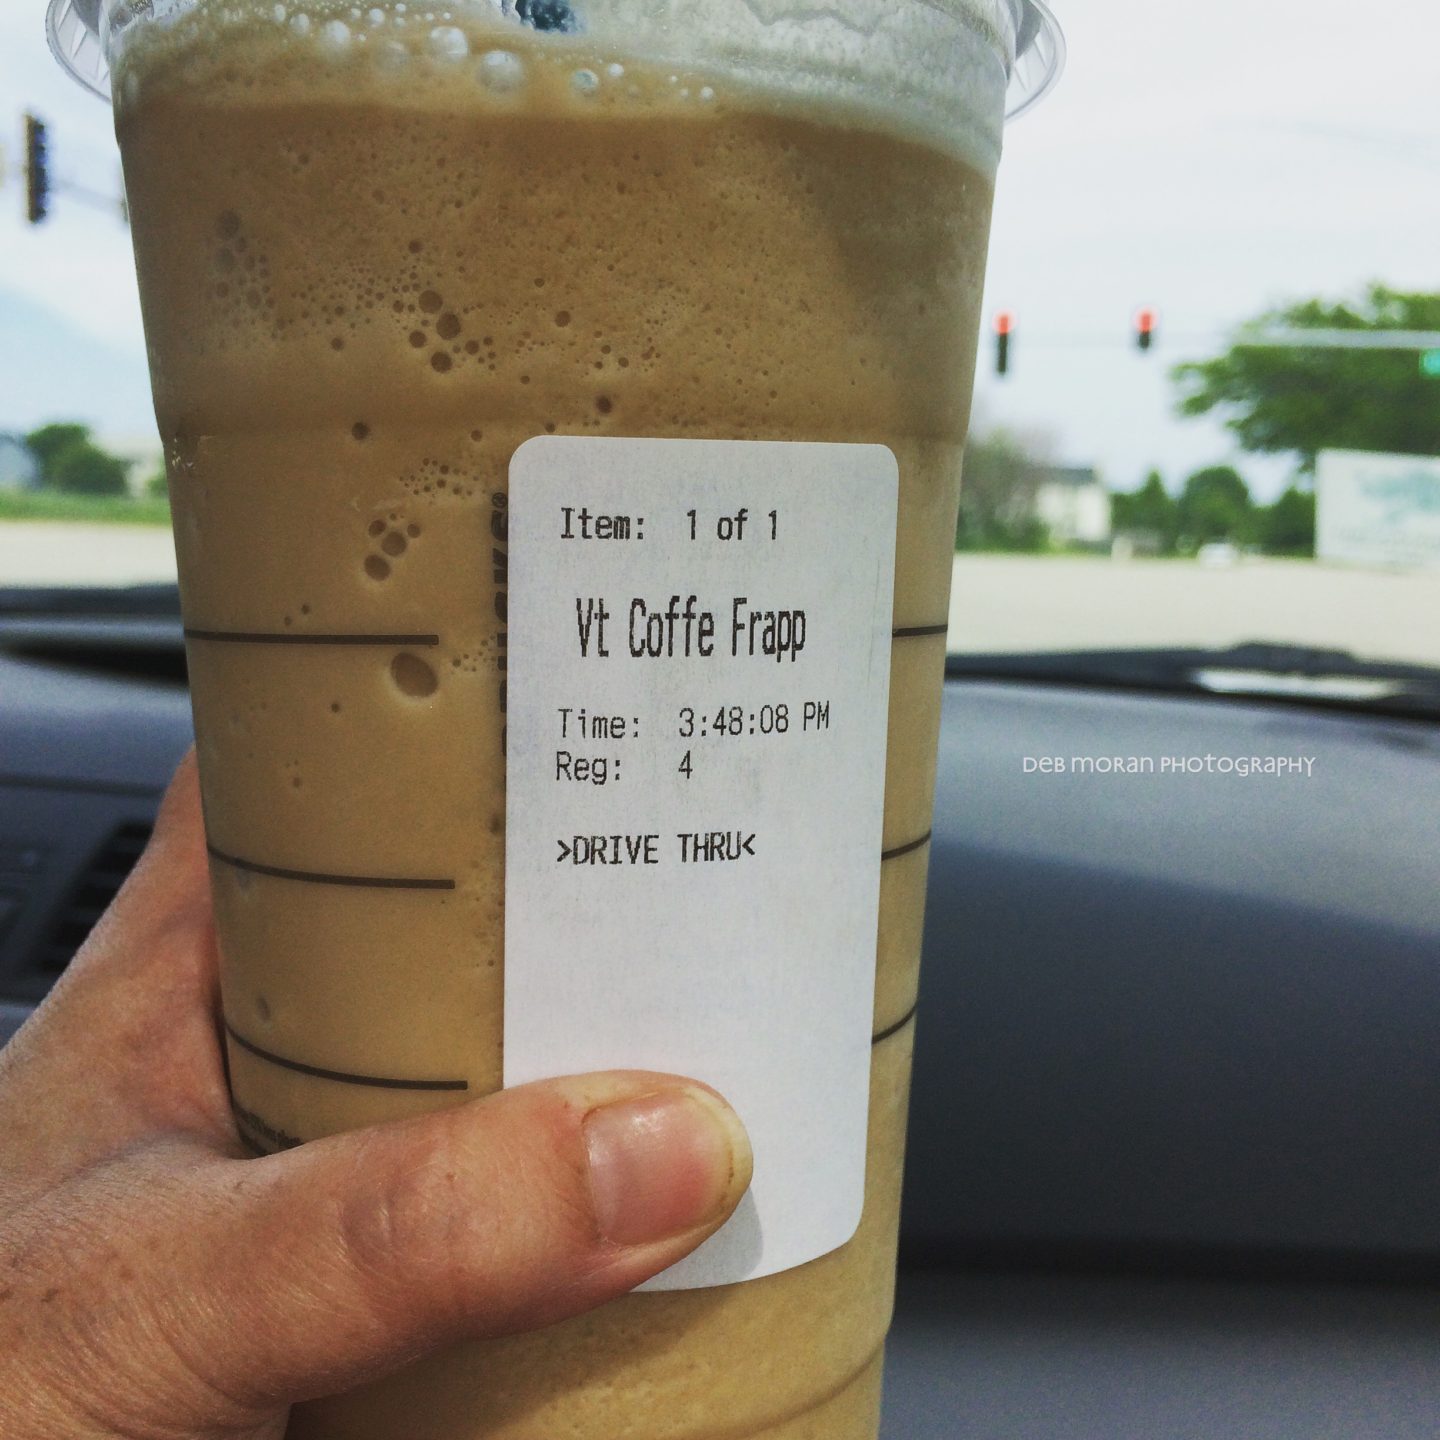 Item: 1 of 1
Vt Coffe Frapp
Time: 3:48:08 PM
Reg: 4
>DRIVE THRU<
DEB MORAN PHOTOGRAPHY